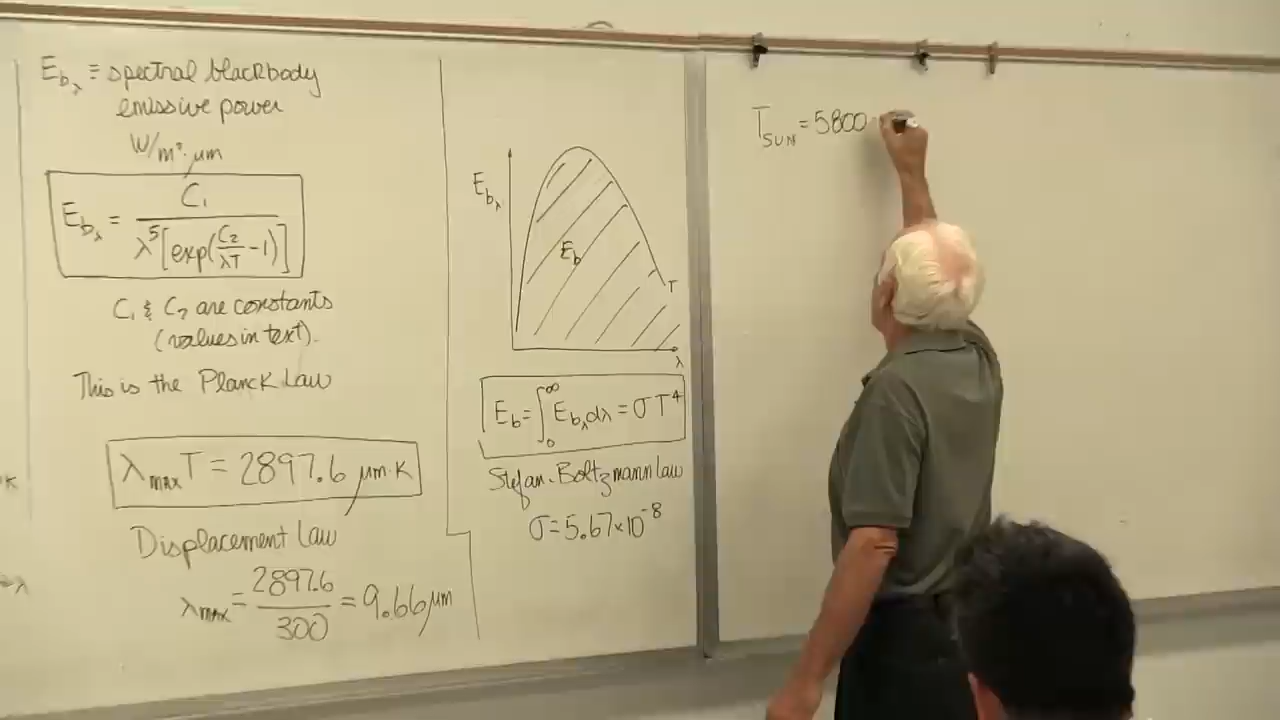 E_bλ ≡ spectral blackbody
emissive power
W/m²·μm
E_bλ = C₁ / λ⁵[exp(C₂/λT - 1)]
C₁ & C₂ are constants
(values in text).
This is the Planck Law
λmax T = 2897.6 μm·K
Displacement Law
λmax = 2897.6 / 300 = 9.66 μm
E_bλ
E_b
T
λ
E_b = ∫₀^∞ E_bλ dλ = σT⁴
Stefan-Boltzmann Law
σ = 5.67×10⁻⁸
T_SUN = 5800